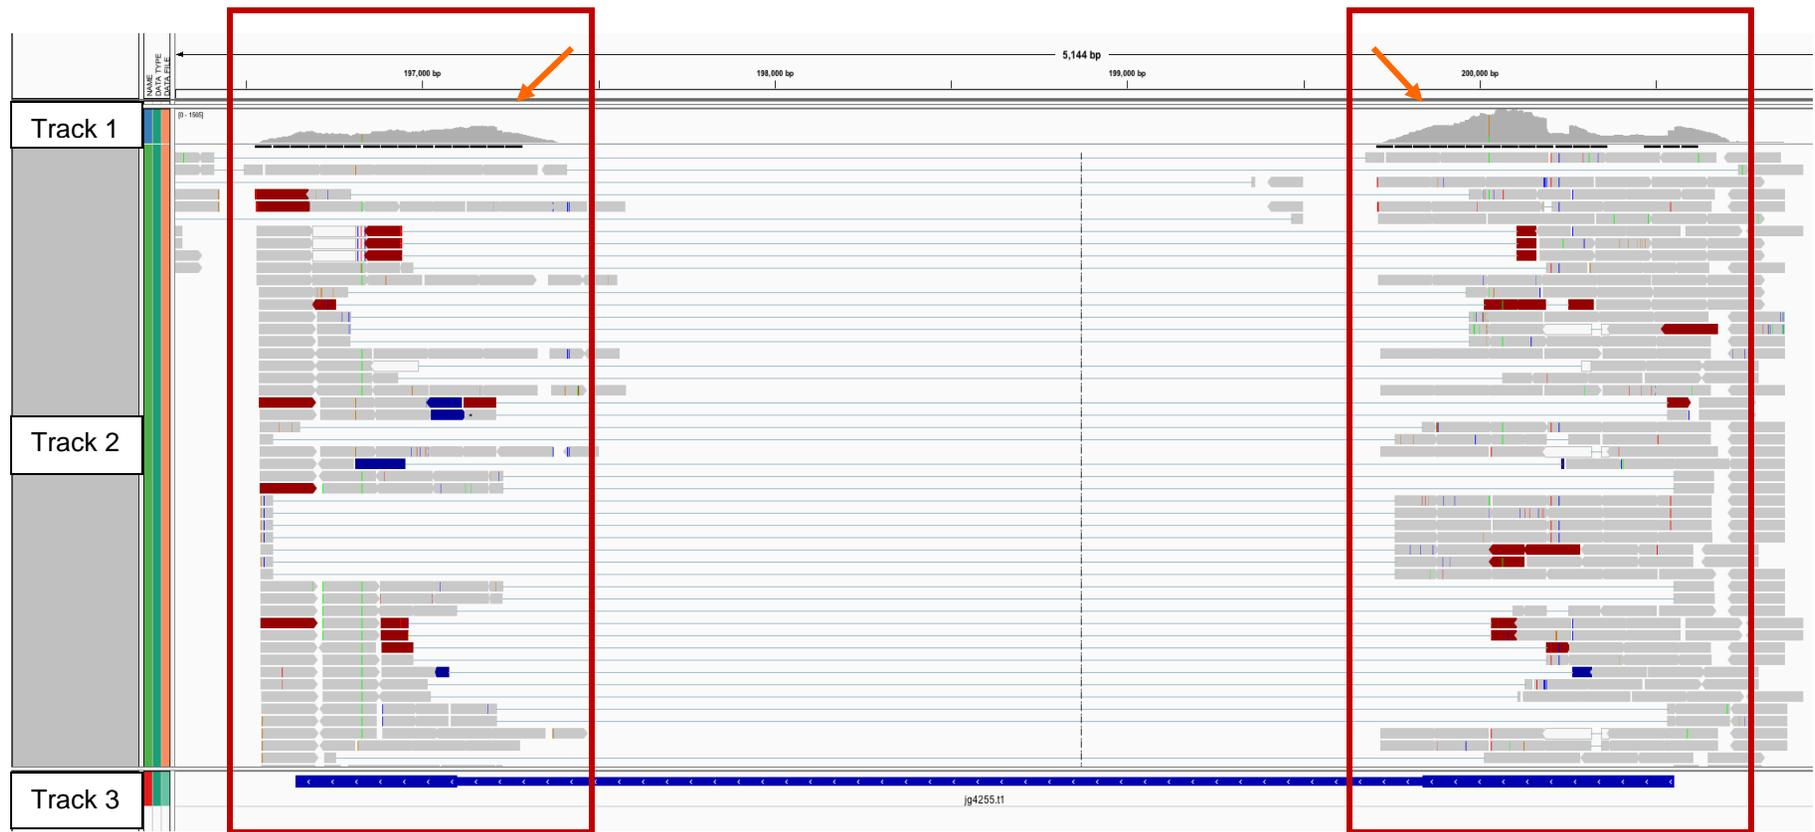 NAME
DATA TYPE
DATA FILE
5,144 bp
197,000 bp
198,000 bp
199,000 bp
200,000 bp
Track 1
[0 - 1505]
Track 2
Track 3
jg4255.t1